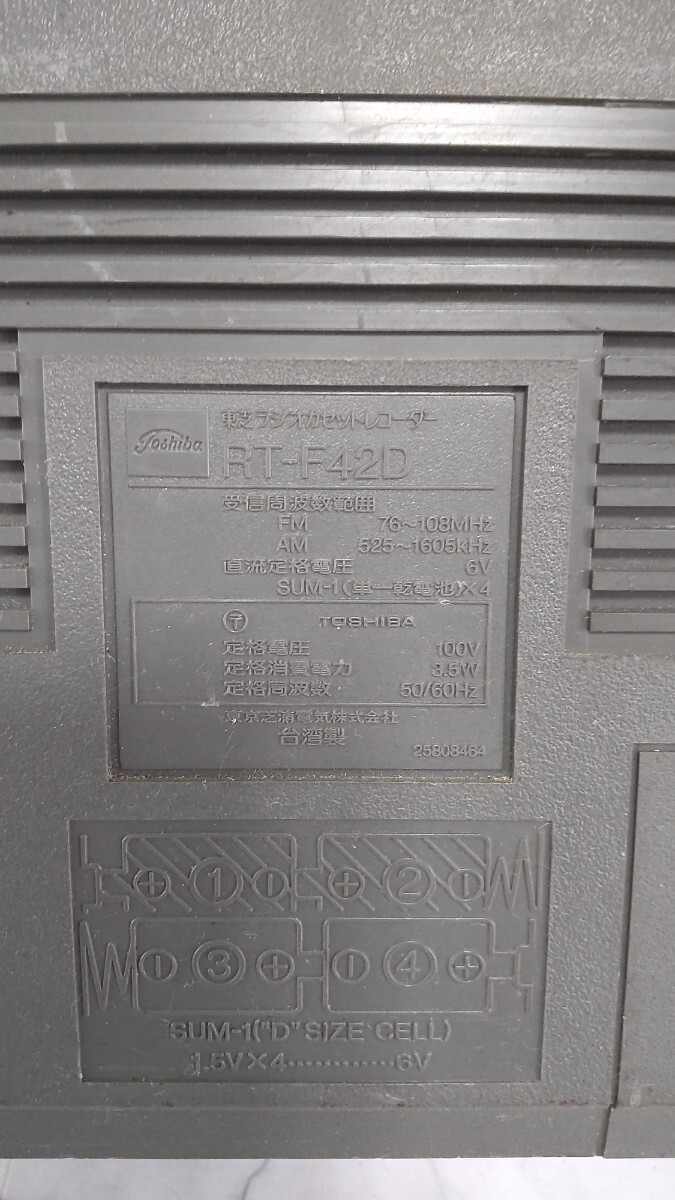 Toshiba
東芝ラジオカセットレコーダー
RT-F42D
受信周波数範囲
FM 76~108MHz
AM 525~1605kHz
直流定格電圧 6V
SUM-1(単一乾電池)×4
〒 TOSHIBA
定格電圧 100V
定格消費電力 3.5W
定格周波数 50/60Hz
東京芝浦電気株式会社
台湾製 25808464
+ ① − + ② −
− ③ + − ④ +
SUM-1("D" SIZE CELL)
1.5V×4············6V